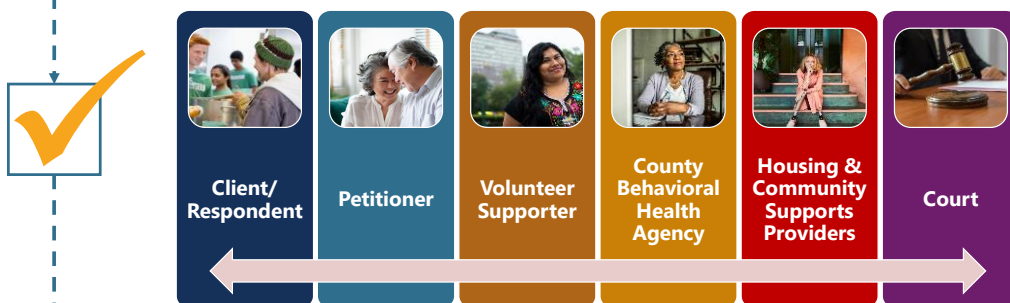 Client/
Respondent
Petitioner
Volunteer
Supporter
County
Behavioral
Health
Agency
Housing &
Community
Supports
Providers
Court